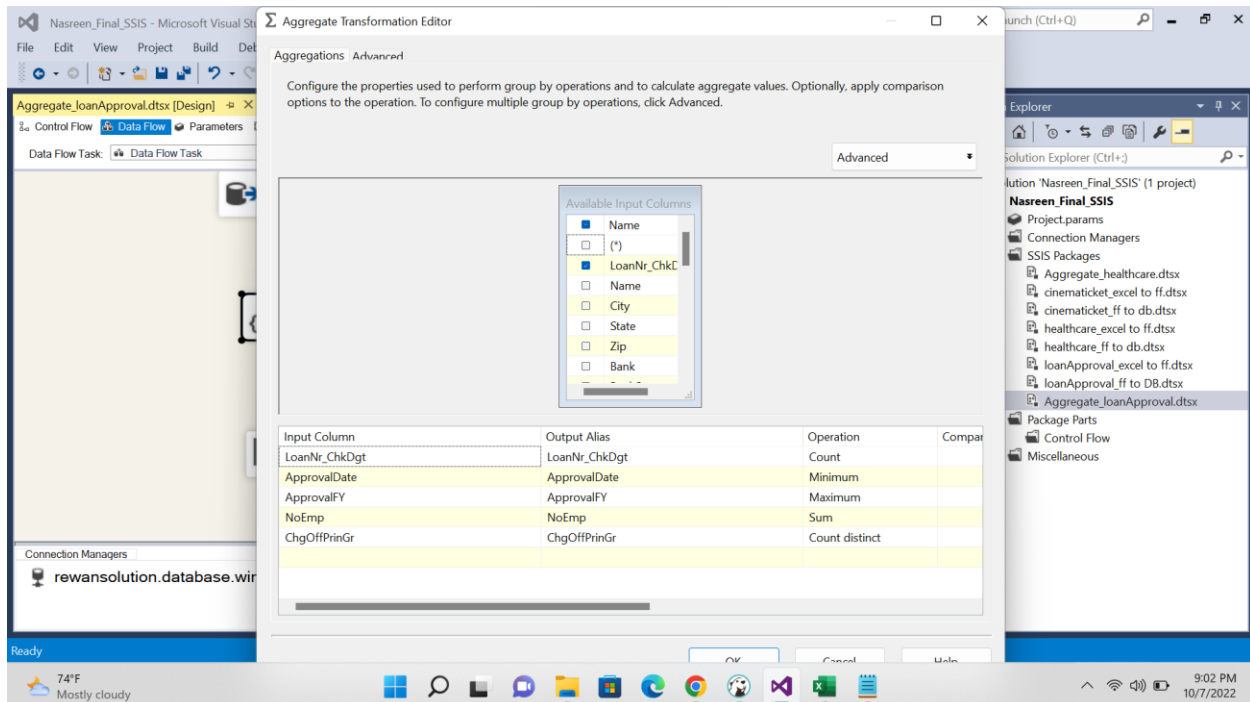 Nasreen_Final_SSIS - Microsoft Visual Stu
Aggregate Transformation Editor
aunch (Ctrl+Q)
File Edit View Project Build Deb
Aggregations Advanced
Configure the properties used to perform group by operations and to calculate aggregate values. Optionally, apply comparison
options to the operation. To configure multiple group by operations, click Advanced.
Aggregate_loanApproval.dtsx [Design]
Control Flow Data Flow Parameters
Data Flow Task: Data Flow Task
Advanced
Available Input Columns
Name
(*)
LoanNr_ChkD
Name
City
State
Zip
Bank
Input Column Output Alias Operation Compar
LoanNr_ChkDgt LoanNr_ChkDgt Count
ApprovalDate ApprovalDate Minimum
ApprovalFY ApprovalFY Maximum
NoEmp NoEmp Sum
ChgOffPrinGr ChgOffPrinGr Count distinct
OK Cancel Help
Connection Managers
rewansolution.database.wir
Explorer
Solution Explorer (Ctrl+;)
lution 'Nasreen_Final_SSIS' (1 project)
Nasreen_Final_SSIS
Project.params
Connection Managers
SSIS Packages
Aggregate_healthcare.dtsx
cinematicket_excel to ff.dtsx
cinematicket_ff to db.dtsx
healthcare_excel to ff.dtsx
healthcare_ff to db.dtsx
loanApproval_excel to ff.dtsx
loanApproval_ff to DB.dtsx
Aggregate_loanApproval.dtsx
Package Parts
Control Flow
Miscellaneous
Ready
74°F
Mostly cloudy
9:02 PM
10/7/2022